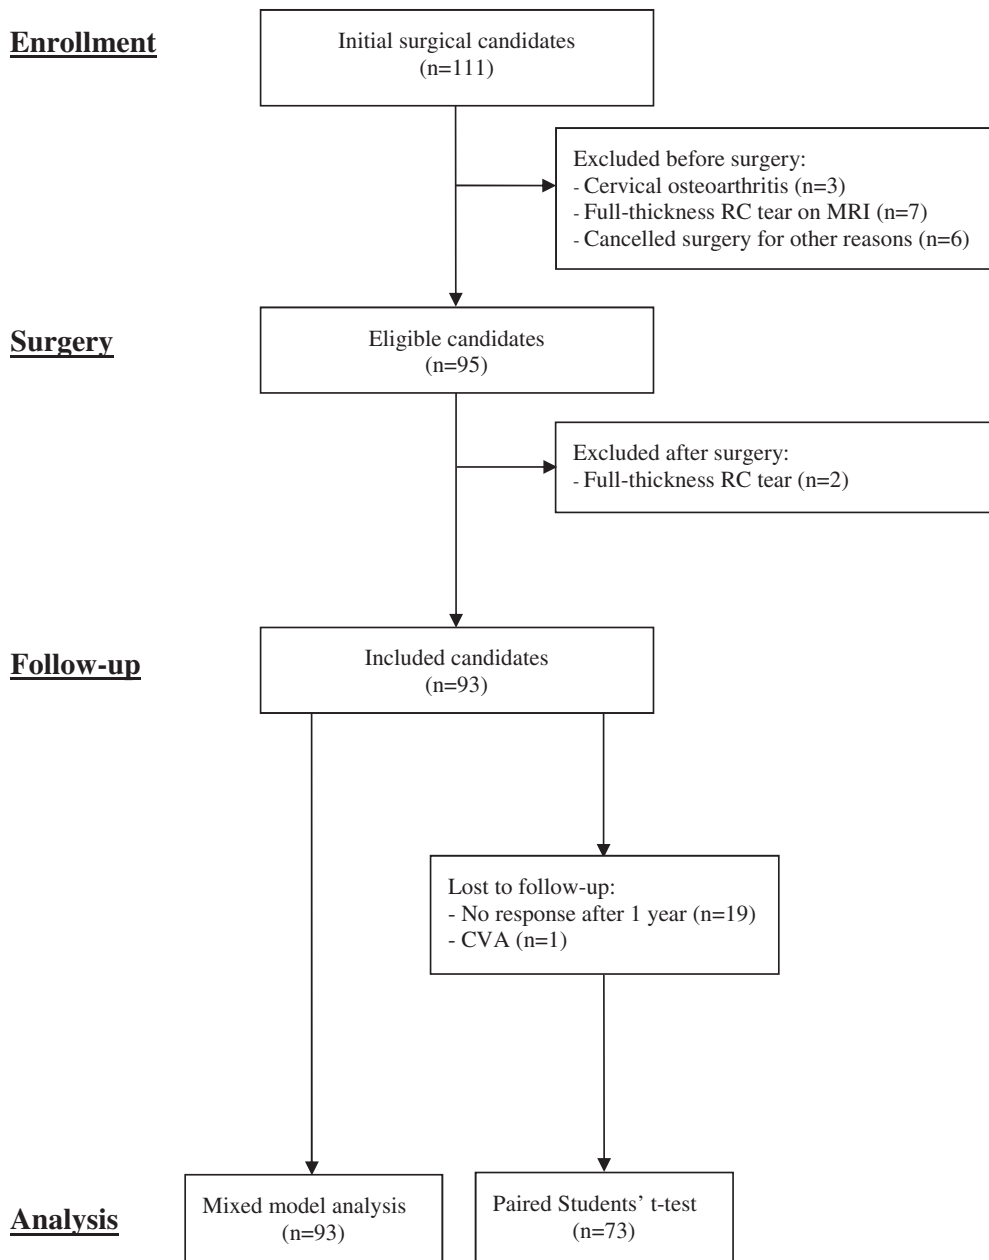 Enrollment
Initial surgical candidates
(n=111)
Excluded before surgery:
- Cervical osteoarthritis (n=3)
- Full-thickness RC tear on MRI (n=7)
- Cancelled surgery for other reasons (n=6)
Surgery
Eligible candidates
(n=95)
Excluded after surgery:
- Full-thickness RC tear (n=2)
Follow-up
Included candidates
(n=93)
Lost to follow-up:
- No response after 1 year (n=19)
- CVA (n=1)
Analysis
Mixed model analysis
(n=93)
Paired Students’ t-test
(n=73)